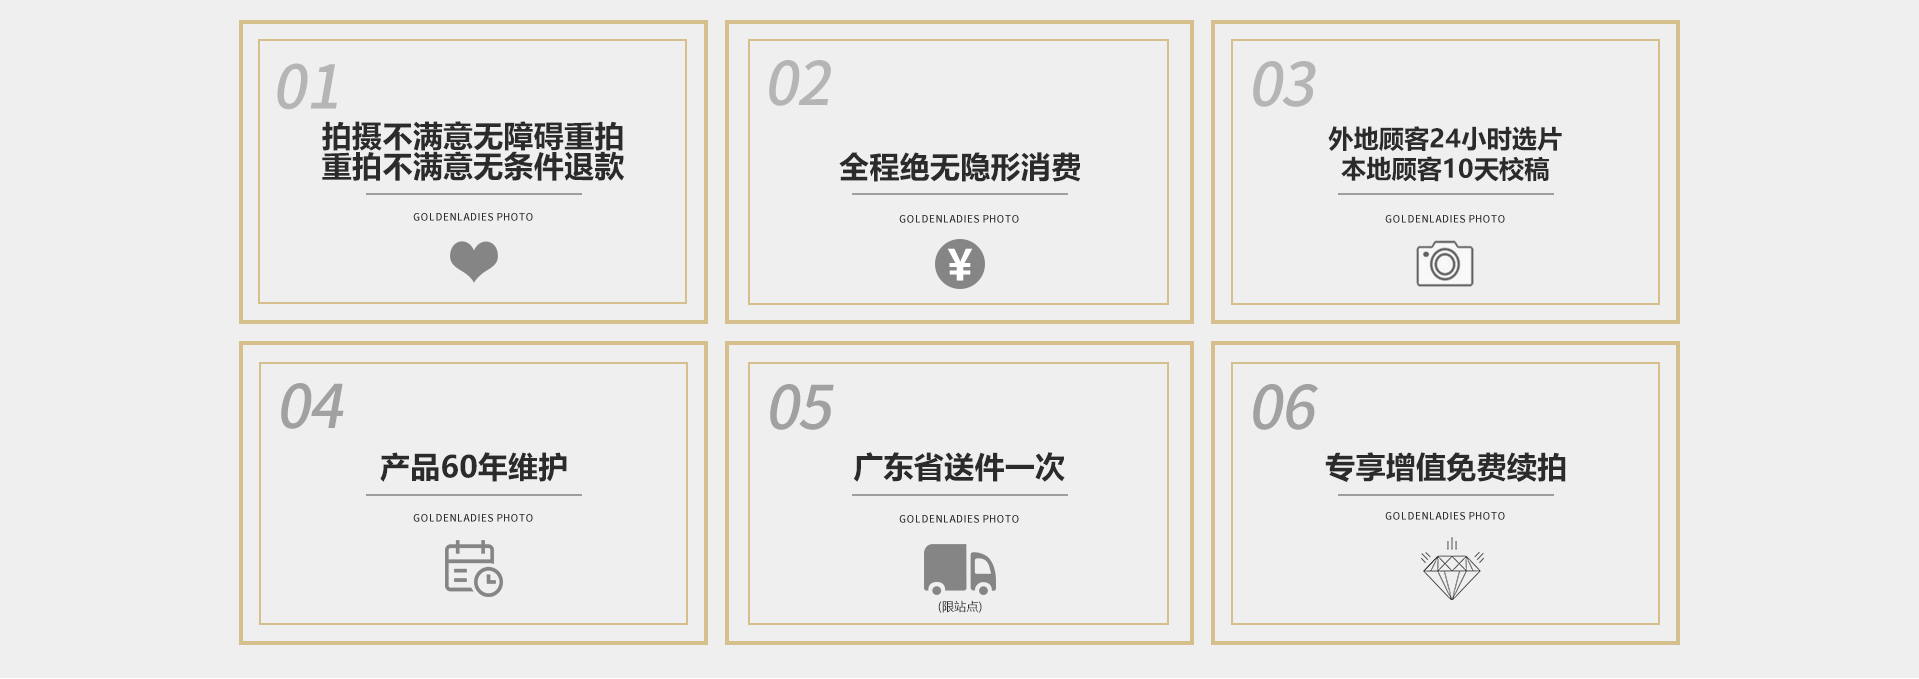 01
拍摄不满意无障碍重拍
重拍不满意无条件退款
GOLDENLADIES PHOTO
02
全程绝无隐形消费
GOLDENLADIES PHOTO
¥
03
外地顾客24小时选片
本地顾客10天校稿
GOLDENLADIES PHOTO
04
产品60年维护
GOLDENLADIES PHOTO
05
广东省送件一次
GOLDENLADIES PHOTO
(限站点)
06
专享增值免费续拍
GOLDENLADIES PHOTO